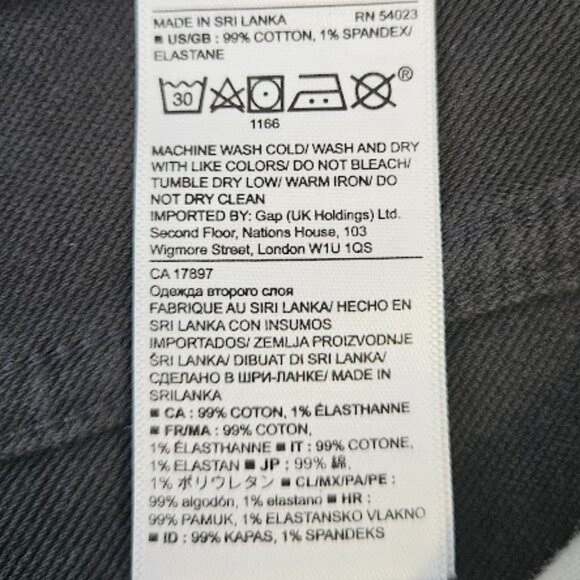 MADE IN SRI LANKA RN 54023
■ US/GB : 99% COTTON, 1% SPANDEX/
ELASTANE
30
®
1166
MACHINE WASH COLD/ WASH AND DRY
WITH LIKE COLORS/ DO NOT BLEACH/
TUMBLE DRY LOW/ WARM IRON/ DO
NOT DRY CLEAN
IMPORTED BY: Gap (UK Holdings) Ltd.
Second Floor, Nations House, 103
Wigmore Street, London W1U 1QS
CA 17897
Одежда второго слоя
FABRIQUE AU SIRI LANKA/ HECHO EN
SRI LANKA CON INSUMOS
IMPORTADOS/ ZEMLJA PROIZVODNJE
ŠRI LANKA/ DIBUAT DI SRI LANKA/
СДЕЛАНО В ШРИ-ЛАНКЕ/ MADE IN
SRILANKA
■ CA : 99% COTTON, 1% ÉLASTHANNE
■ FR/MA : 99% COTON,
1% ÉLASTHANNE ■ IT : 99% COTONE,
1% ELASTAN ■ JP : 99% 綿,
1% ポリウレタン ■ CL/MX/PA/PE :
99% algodón, 1% elastano ■ HR :
99% PAMUK, 1% ELASTANSKO VLAKNO
■ ID : 99% KAPAS, 1% SPANDEKS